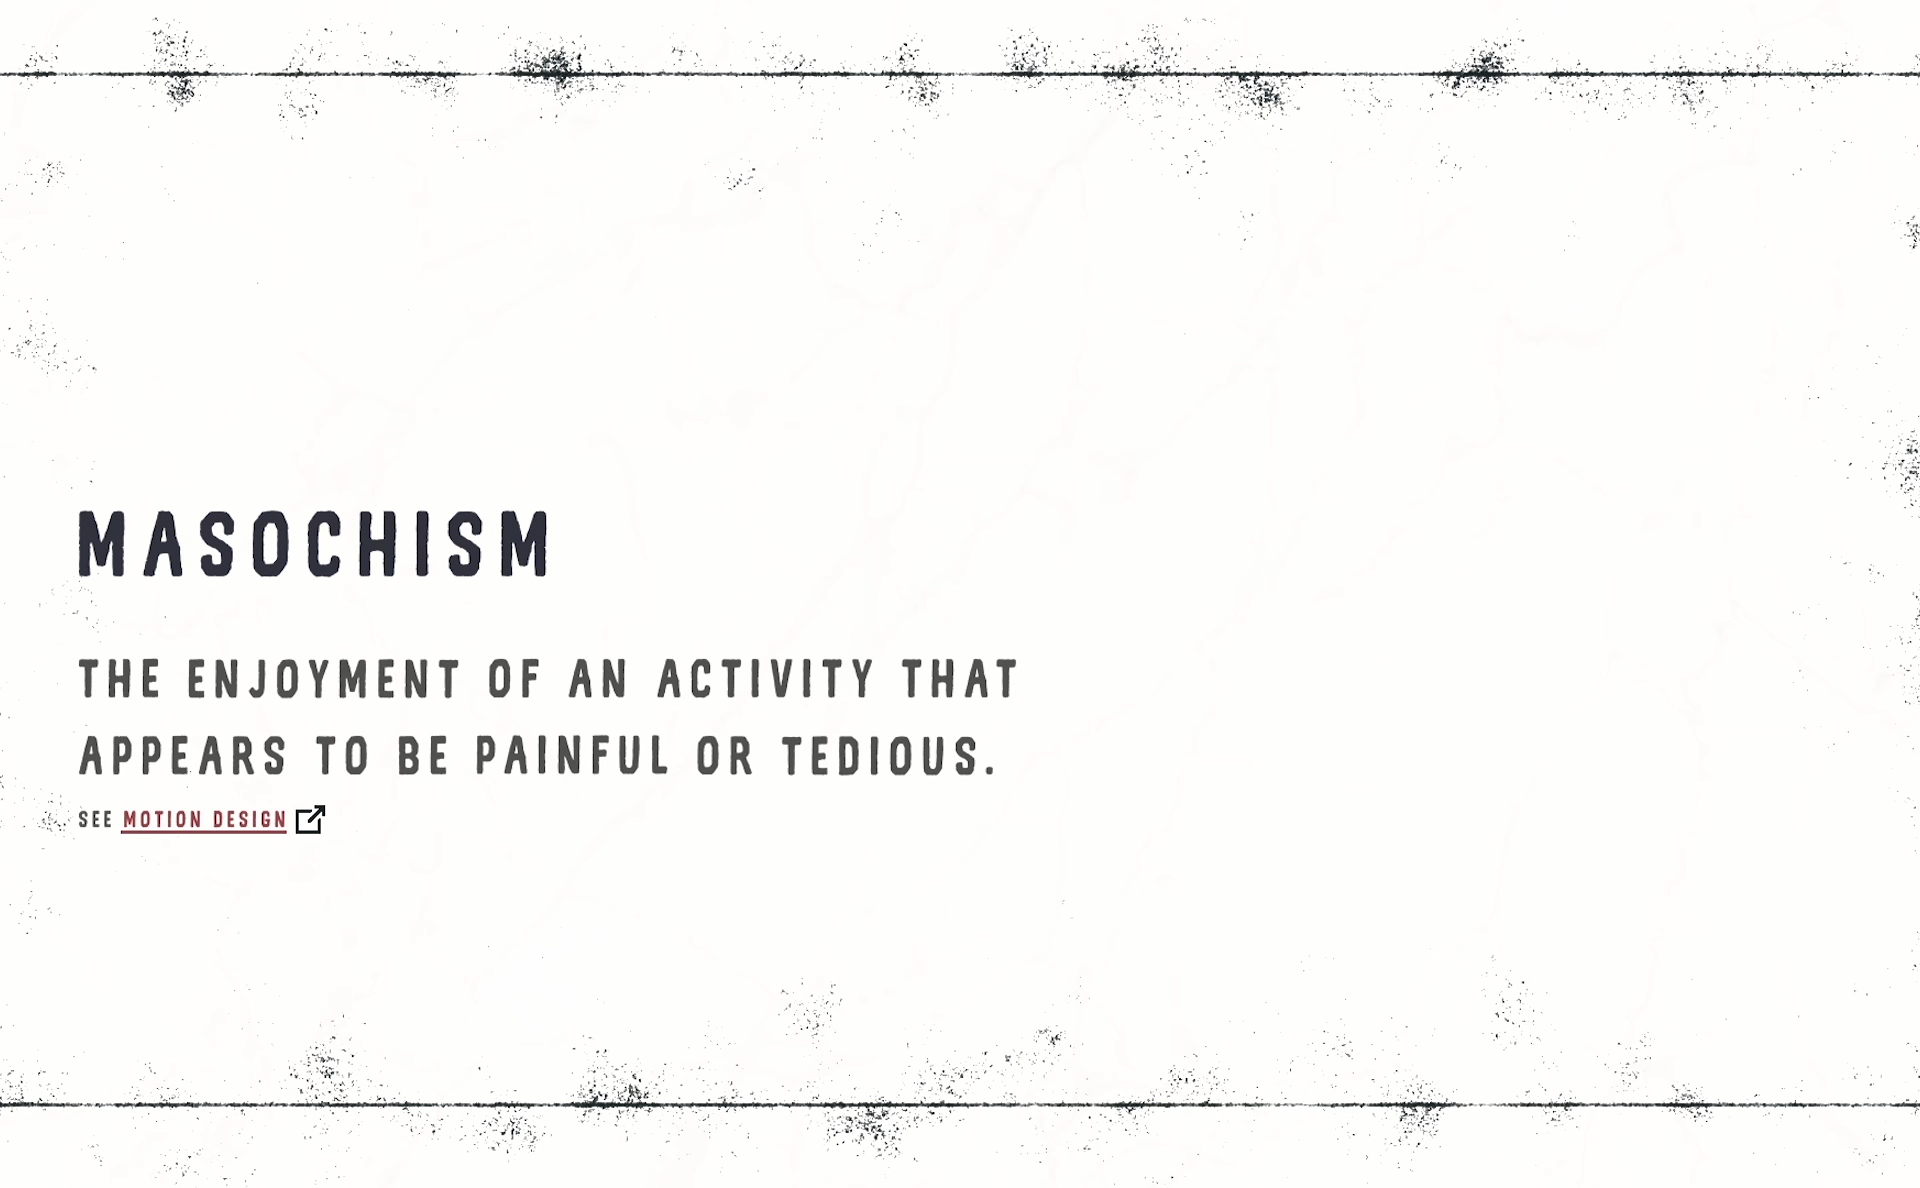 MASOCHISM
THE ENJOYMENT OF AN ACTIVITY THAT
APPEARS TO BE PAINFUL OR TEDIOUS.
SEE MOTION DESIGN